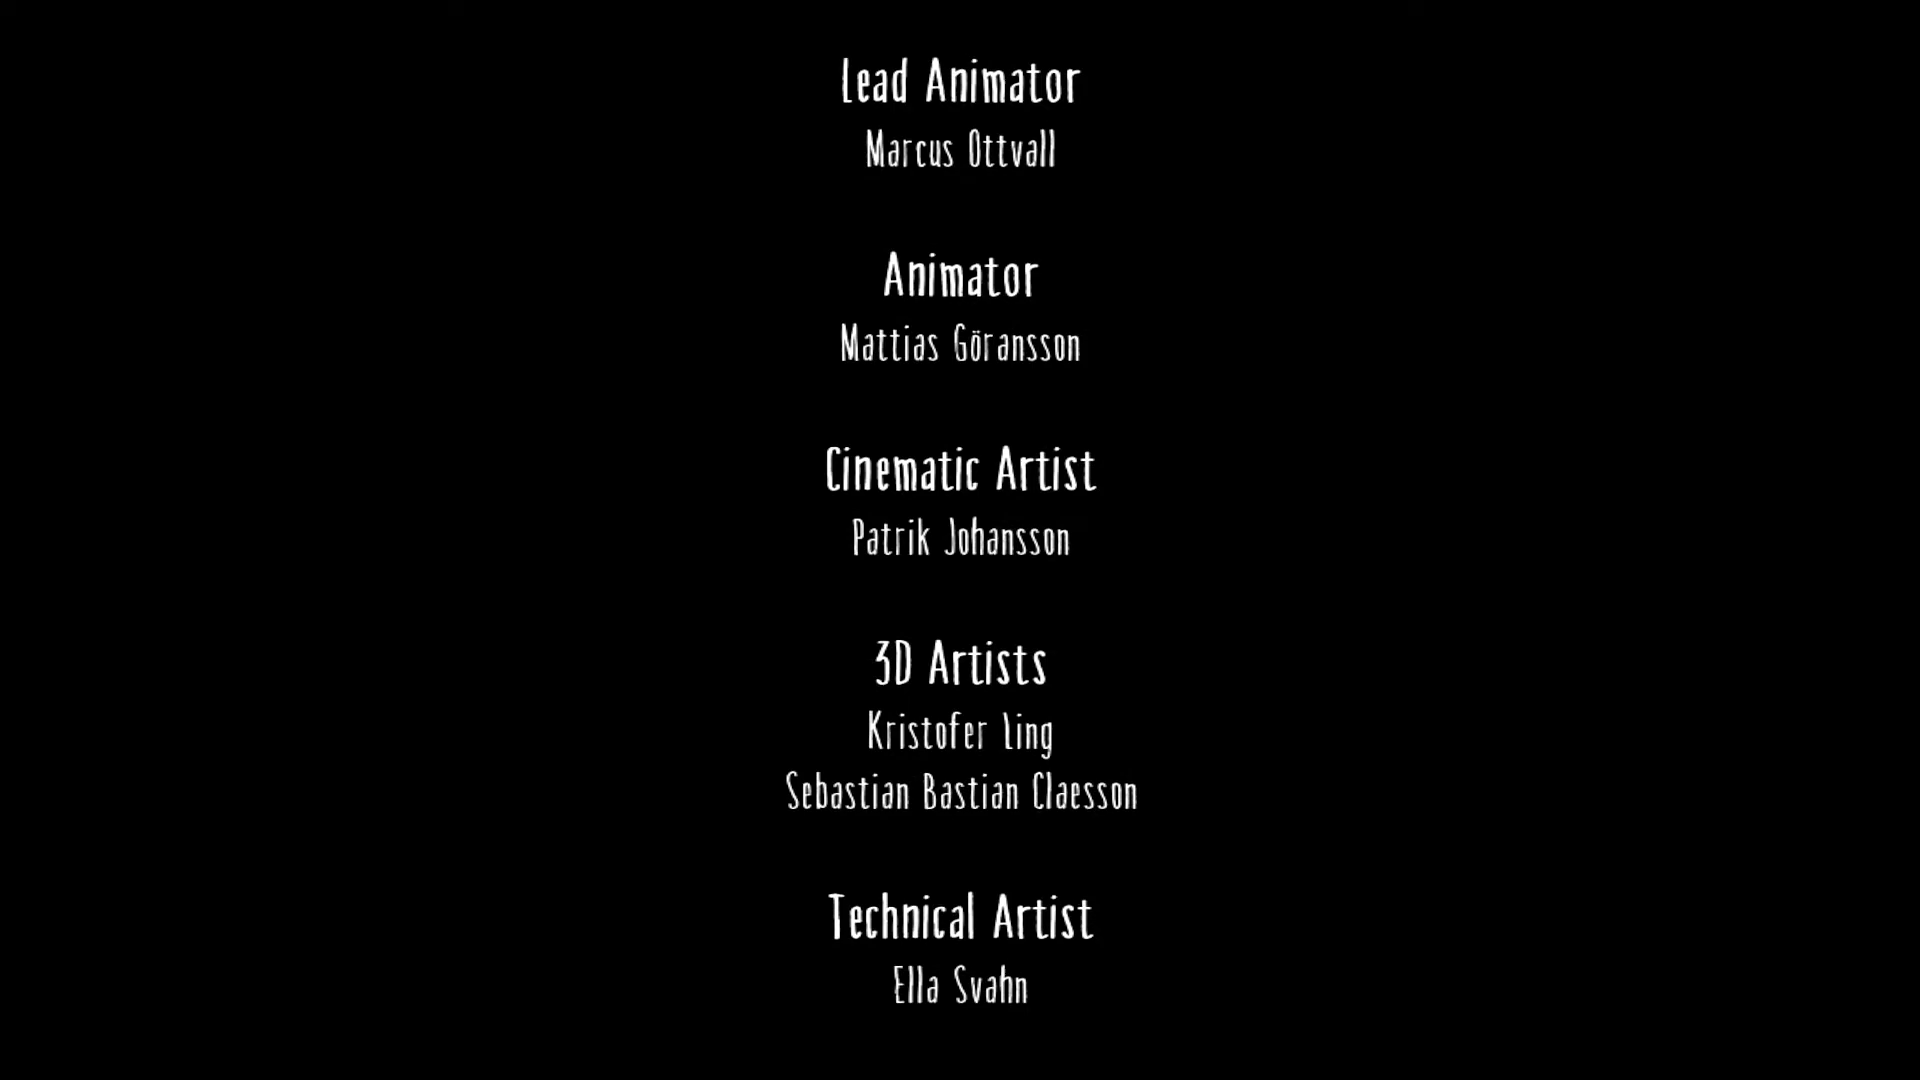 Lead Animator
Marcus Ottvall
Animator
Mattias Göransson
Cinematic Artist
Patrik Johansson
3D Artists
Kristofer Ling
Sebastian Bastian Claesson
Technical Artist
Ella Svahn